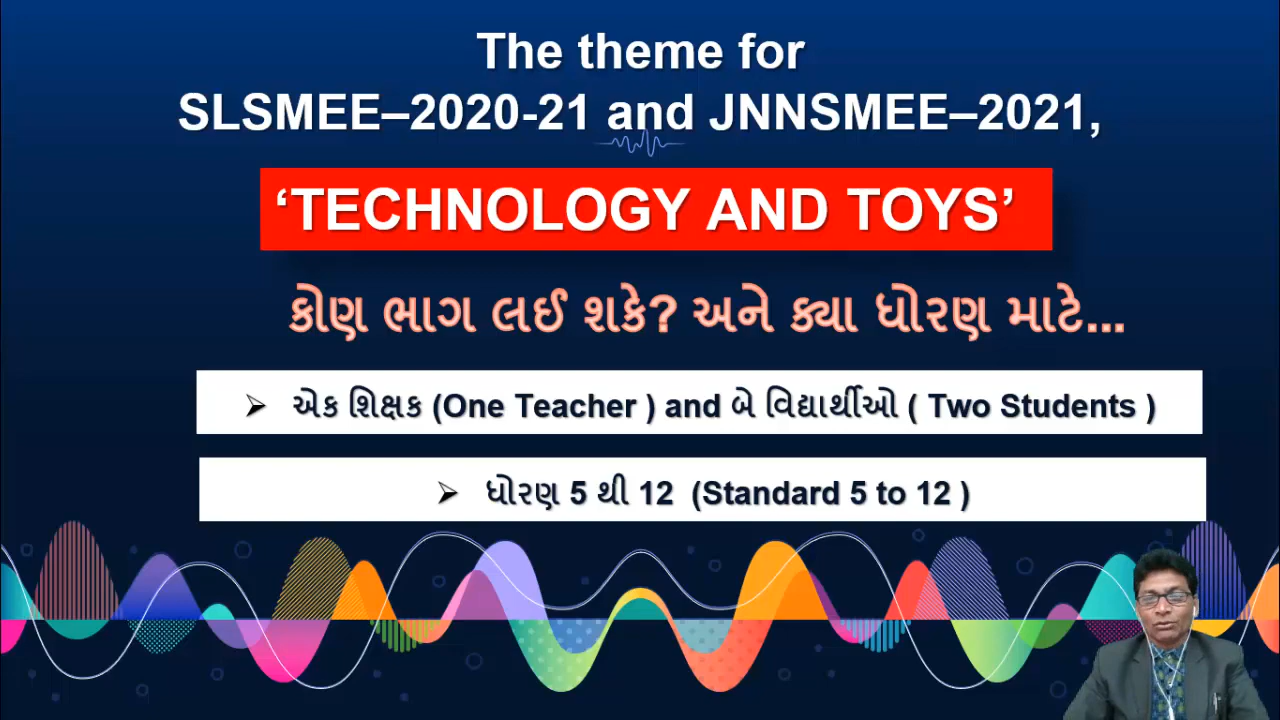 The theme for
SLSMEE–2020-21 and JNNSMEE–2021,
‘TECHNOLOGY AND TOYS’
કોણ ભાગ લઈ શકે? અને ક્યા ધોરણ માટે...
➢ એક શિક્ષક (One Teacher ) and બે વિદ્યાર્થીઓ ( Two Students )
➢ ધોરણ 5 થી 12 (Standard 5 to 12 )